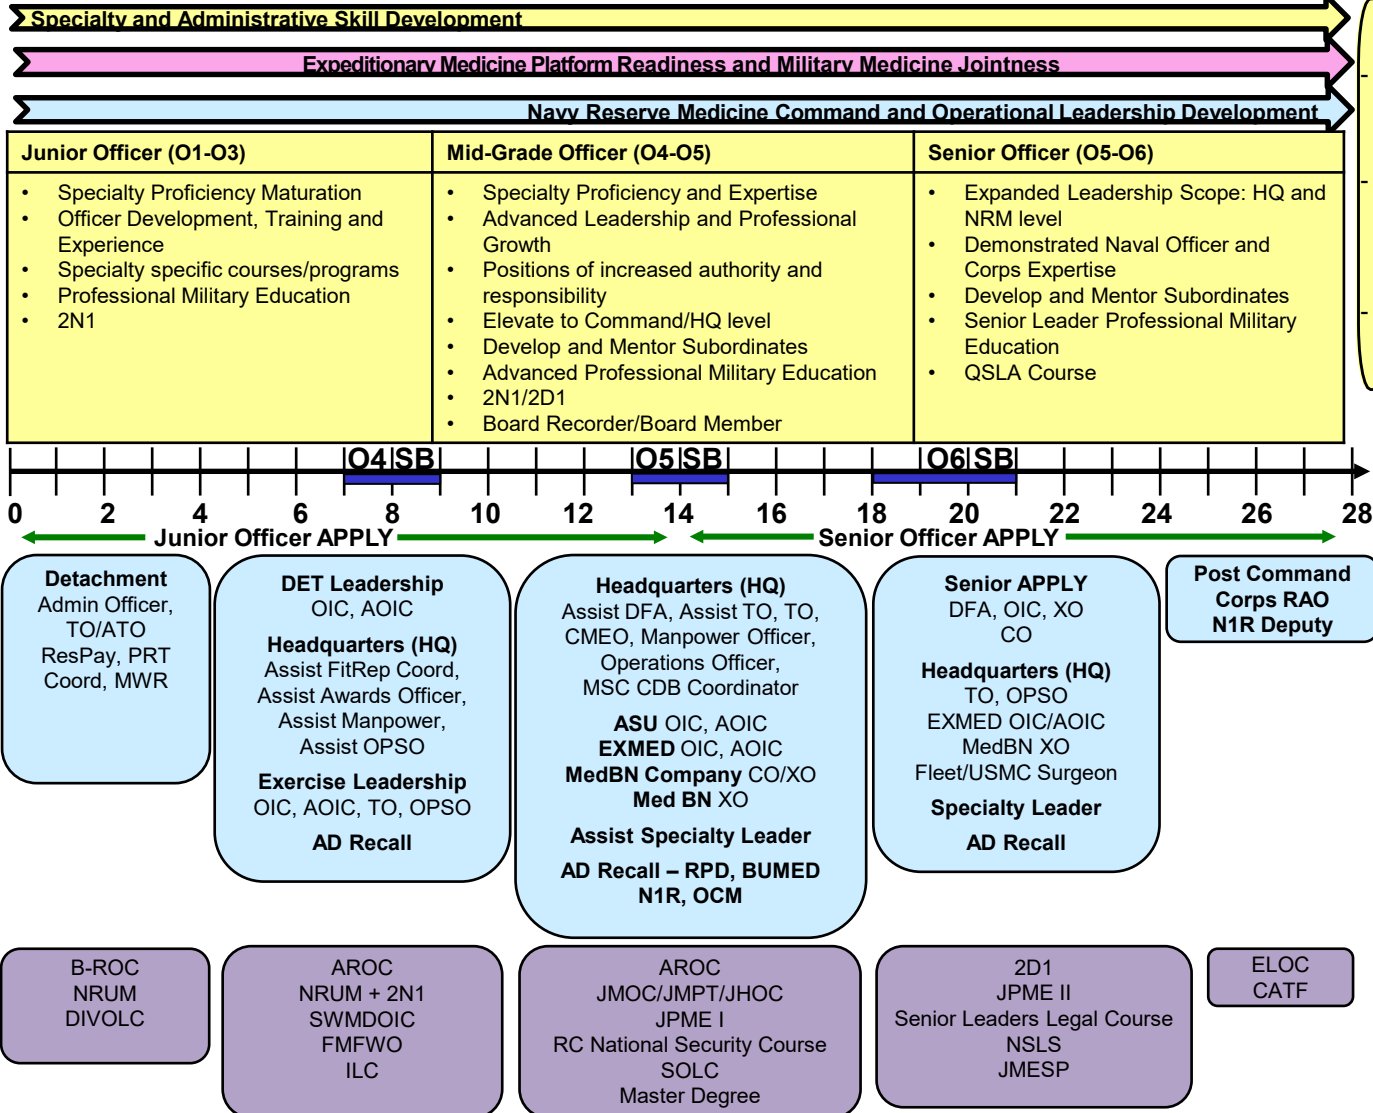 Specialty and Administrative Skill Development
Expeditionary Medicine Platform Readiness and Military Medicine Jointness
Navy Reserve Medicine Command and Operational Leadership Development
Junior Officer (O1-O3)
• Specialty Proficiency Maturation
• Officer Development, Training and
Experience
• Specialty specific courses/programs
• Professional Military Education
• 2N1
Mid-Grade Officer (O4-O5)
• Specialty Proficiency and Expertise
• Advanced Leadership and Professional
Growth
• Positions of increased authority and
responsibility
• Elevate to Command/HQ level
• Develop and Mentor Subordinates
• Advanced Professional Military Education
• 2N1/2D1
• Board Recorder/Board Member
Senior Officer (O5-O6)
• Expanded Leadership Scope: HQ and
NRM level
• Demonstrated Naval Officer and
Corps Expertise
• Develop and Mentor Subordinates
• Senior Leader Professional Military
Education
• QSLA Course
O4 SB O5 SB O6 SB
0 2 4 6 8 10 12 14 16 18 20 22 24 26 28
Junior Officer APPLY Senior Officer APPLY
Detachment
Admin Officer,
TO/ATO
ResPay, PRT
Coord, MWR
DET Leadership
OIC, AOIC
Headquarters (HQ)
Assist FitRep Coord,
Assist Awards Officer,
Assist Manpower,
Assist OPSO
Exercise Leadership
OIC, AOIC, TO, OPSO
AD Recall
Headquarters (HQ)
Assist DFA, Assist TO, TO,
CMEO, Manpower Officer,
Operations Officer,
MSC CDB Coordinator
ASU OIC, AOIC
EXMED OIC, AOIC
MedBN Company CO/XO
Med BN XO
Assist Specialty Leader
AD Recall – RPD, BUMED
N1R, OCM
Senior APPLY
DFA, OIC, XO
CO
Headquarters (HQ)
TO, OPSO
EXMED OIC/AOIC
MedBN XO
Fleet/USMC Surgeon
Specialty Leader
AD Recall
Post Command
Corps RAO
N1R Deputy
B-ROC
NRUM
DIVOLC
AROC
NRUM + 2N1
SWMDOIC
FMFWO
ILC
AROC
JMOC/JMPT/JHOC
JPME I
RC National Security Course
SOLC
Master Degree
2D1
JPME II
Senior Leaders Legal Course
NSLS
JMESP
ELOC
CATF